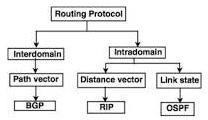 Routing Protocol
Interdomain
Intradomain
Path vector
Distance vector
Link state
BGP
RIP
OSPF